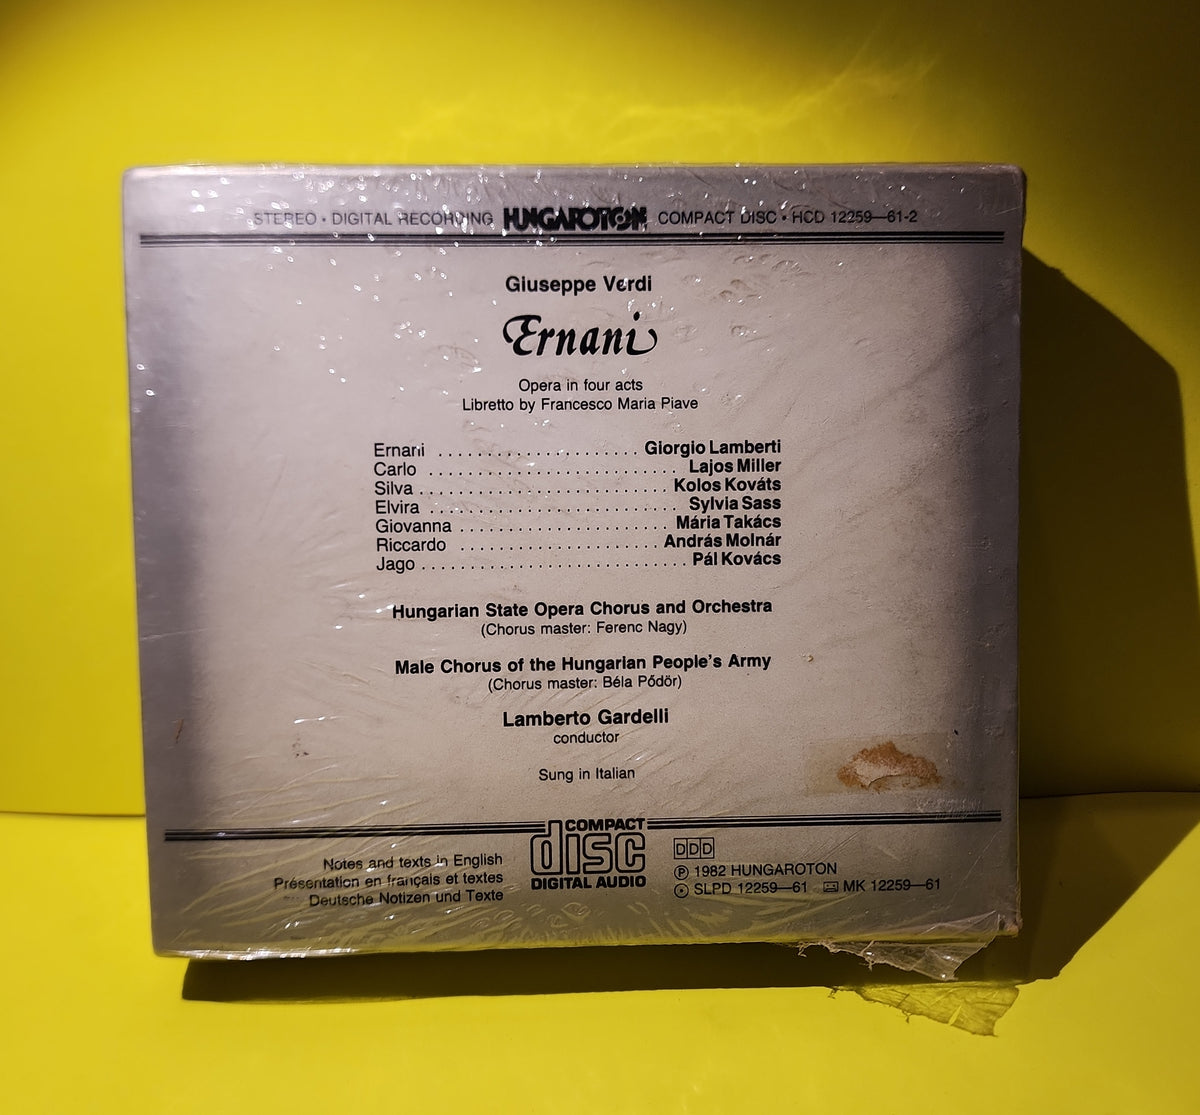 STEREO • DIGITAL RECORDING HUNGAROTON COMPACT DISC • HCD 12259—61-2
Giuseppe Verdi
Ernani
Opera in four acts
Libretto by Francesco Maria Piave
Ernani .................... Giorgio Lamberti
Carlo .......................... Lajos Miller
Silva .......................... Kolos Kováts
Elvira .......................... Sylvia Sass
Giovanna ...................... Mária Takács
Riccardo ..................... András Molnár
Jago ............................ Pál Kovács
Hungarian State Opera Chorus and Orchestra
(Chorus master: Ferenc Nagy)
Male Chorus of the Hungarian People's Army
(Chorus master: Béla Pődör)
Lamberto Gardelli
conductor
Sung in Italian
COMPACT
disc
DIGITAL AUDIO
Notes and texts in English
Présentation en français et textes
Deutsche Notizen und Texte
DDD
℗ 1982 HUNGAROTON
SLPD 12259—61 MK 12259—61